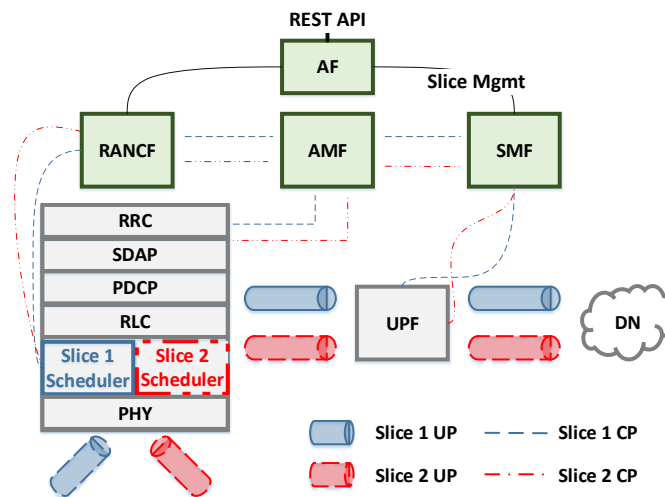 REST API
AF
Slice Mgmt
RANCF
AMF
SMF
RRC
SDAP
PDCP
RLC
Slice 1
Scheduler
Slice 2
Scheduler
PHY
UPF
DN
Slice 1 UP
Slice 1 CP
Slice 2 UP
Slice 2 CP